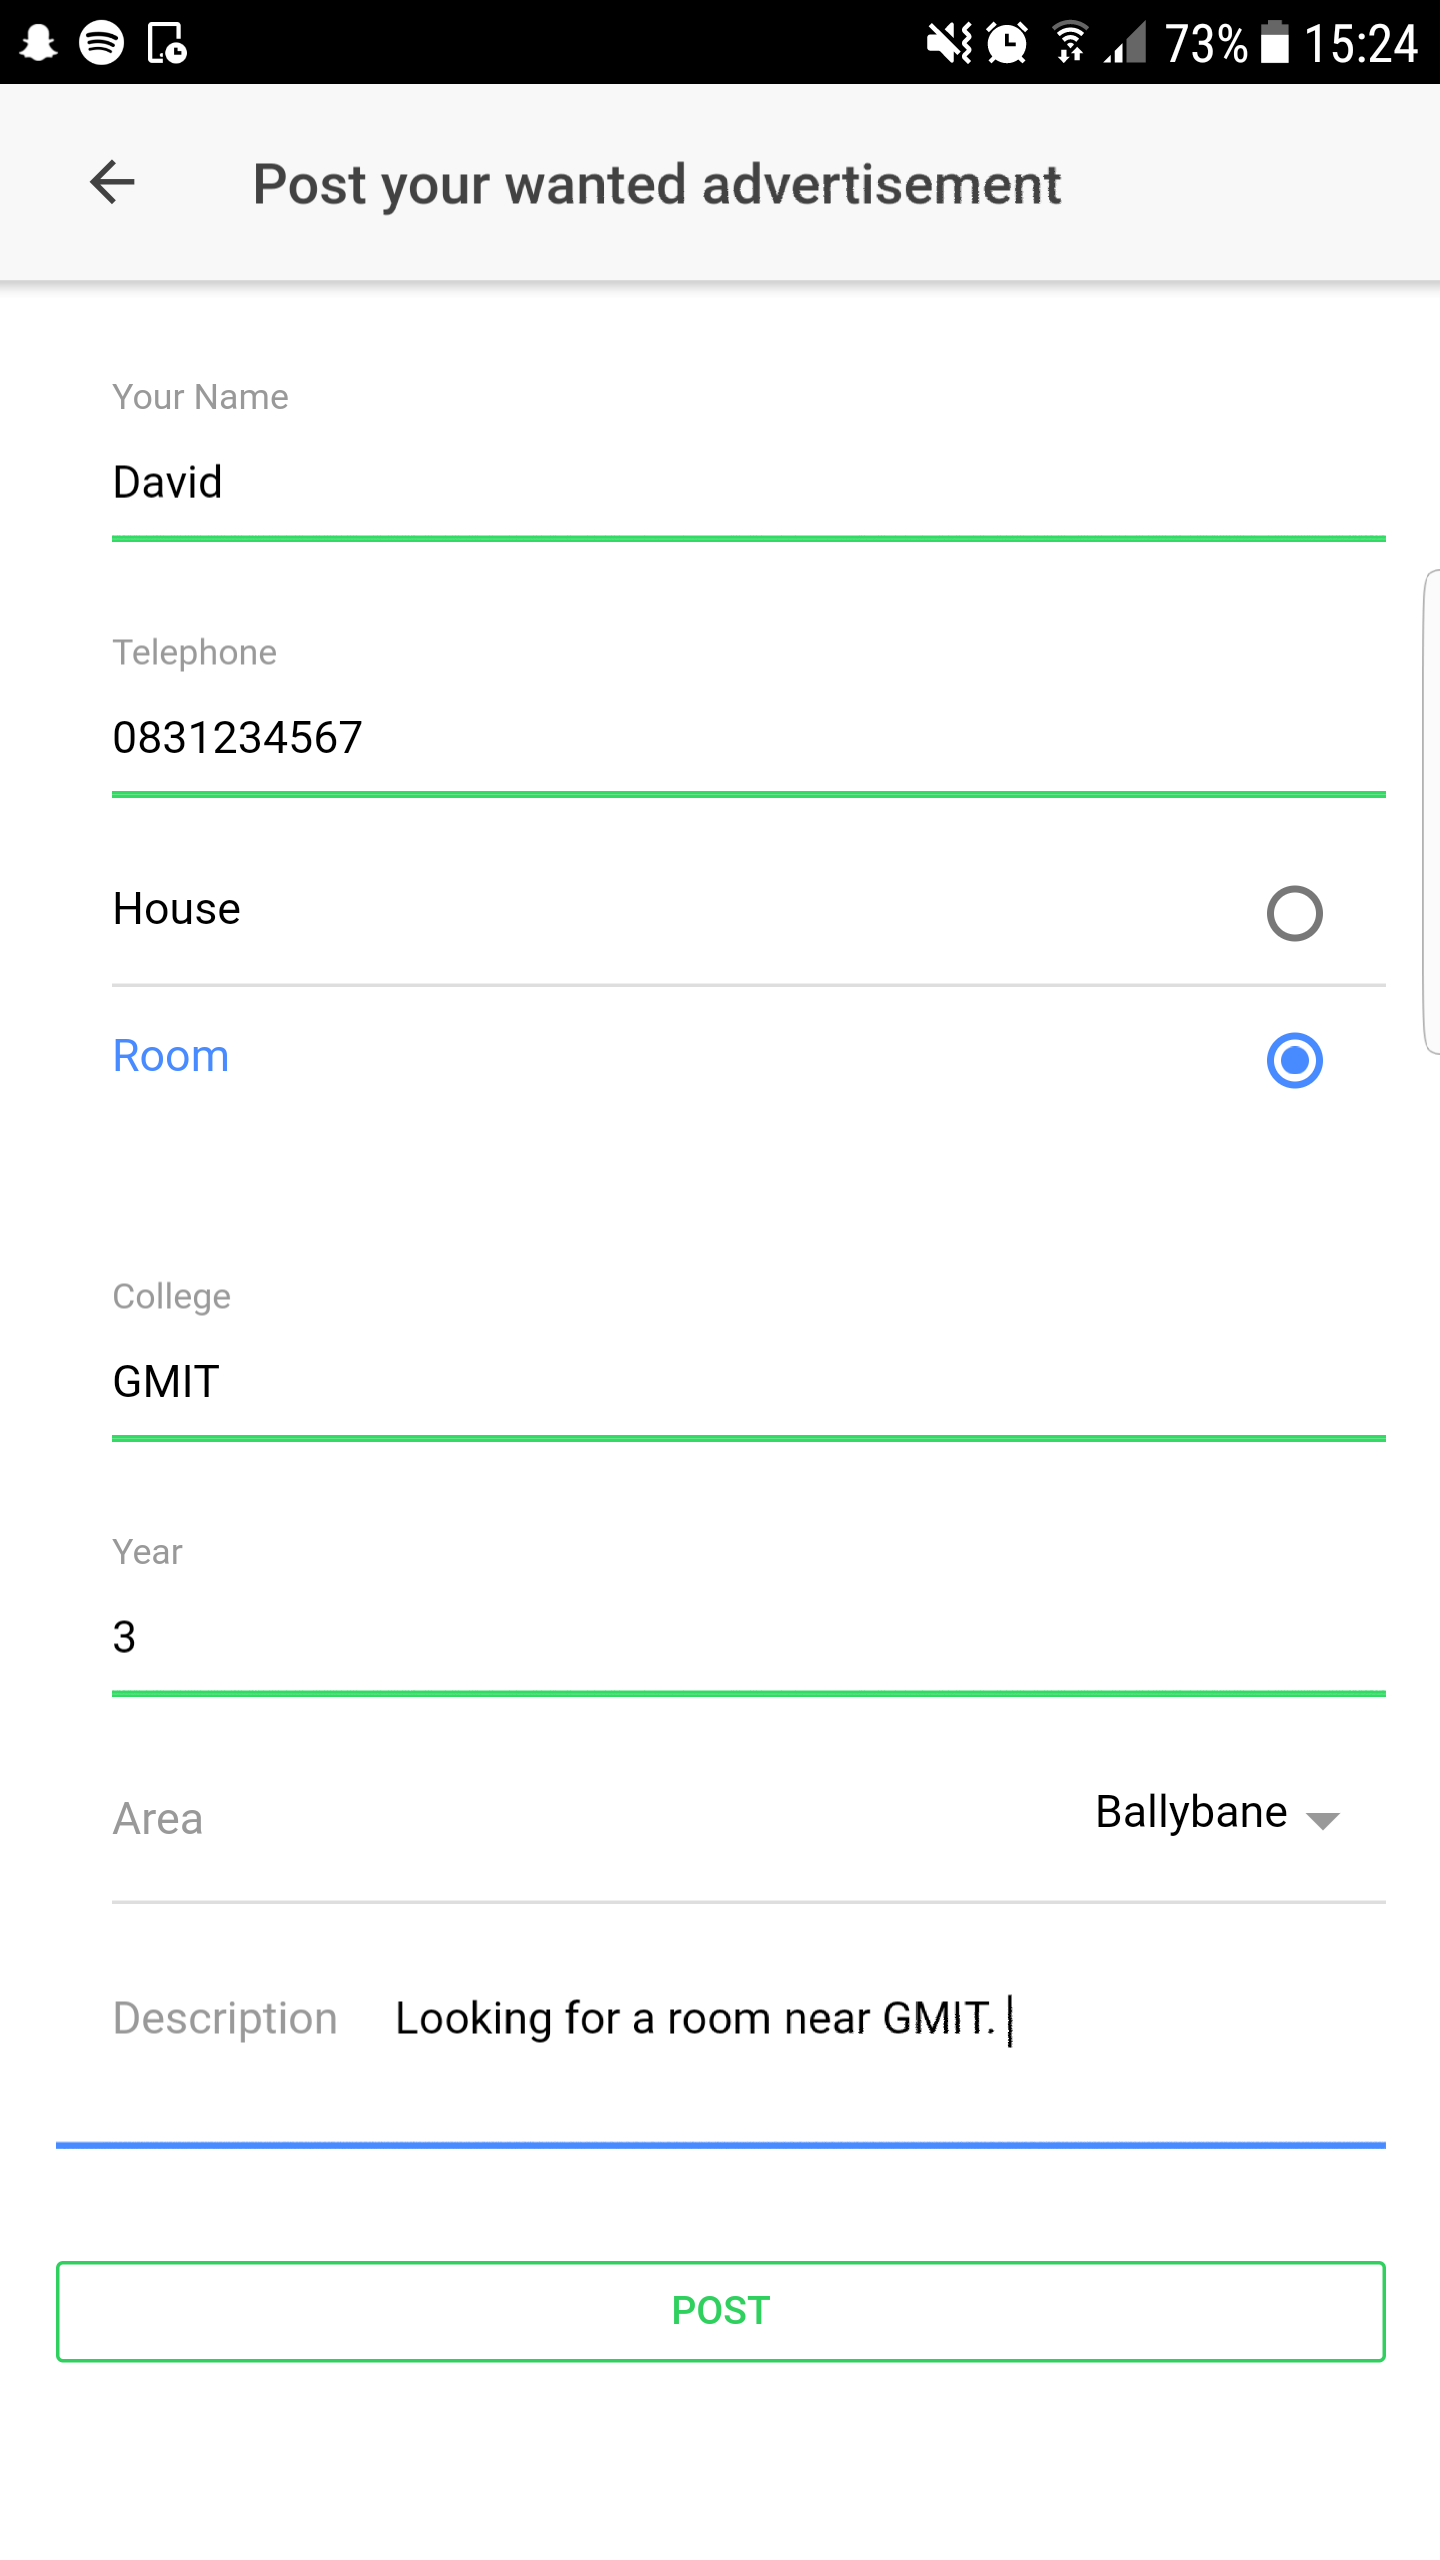 73% 15:24
Post your wanted advertisement
Your Name
David
Telephone
0831234567
House
Room
College
GMIT
Year
3
Area Ballybane
Description Looking for a room near GMIT.
POST